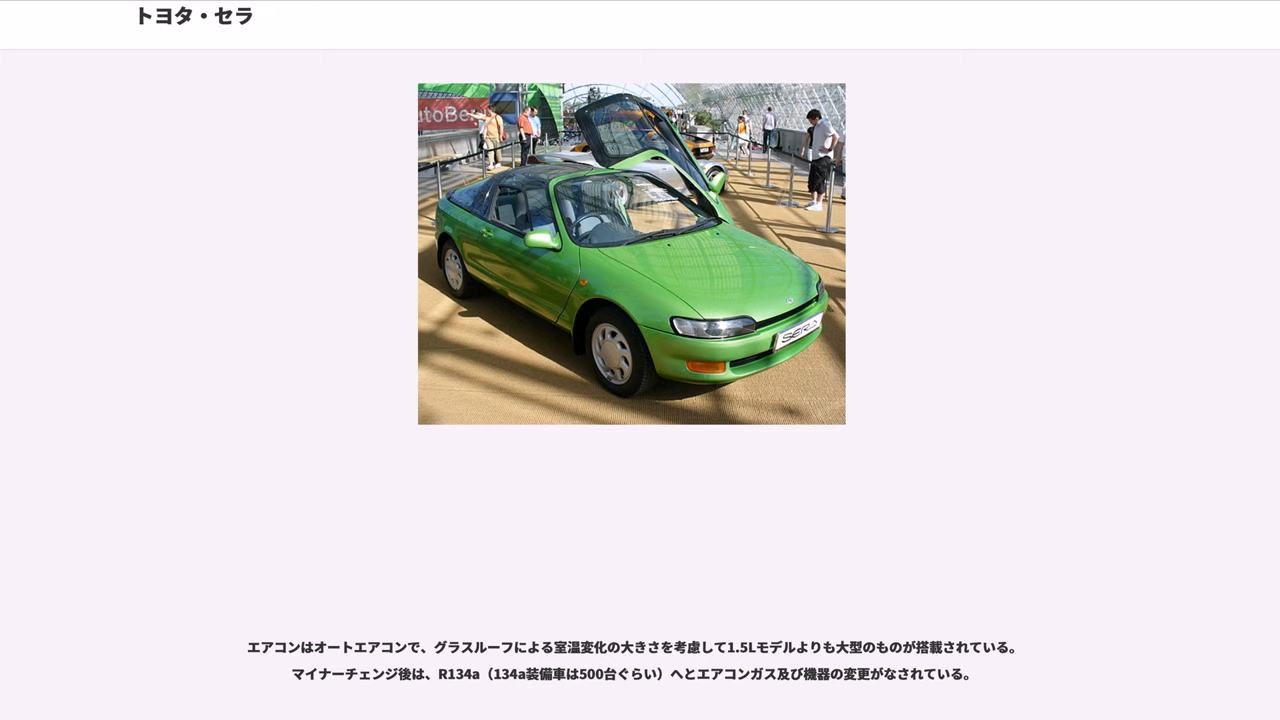 トヨタ・セラ
utoBer
SERA
エアコンはオートエアコンで、グラスルーフによる室温変化の大きさを考慮して1.5Lモデルよりも大型のものが搭載されている。
マイナーチェンジ後は、R134a（134a装備車は500台ぐらい）へとエアコンガス及び機器の変更がなされている。